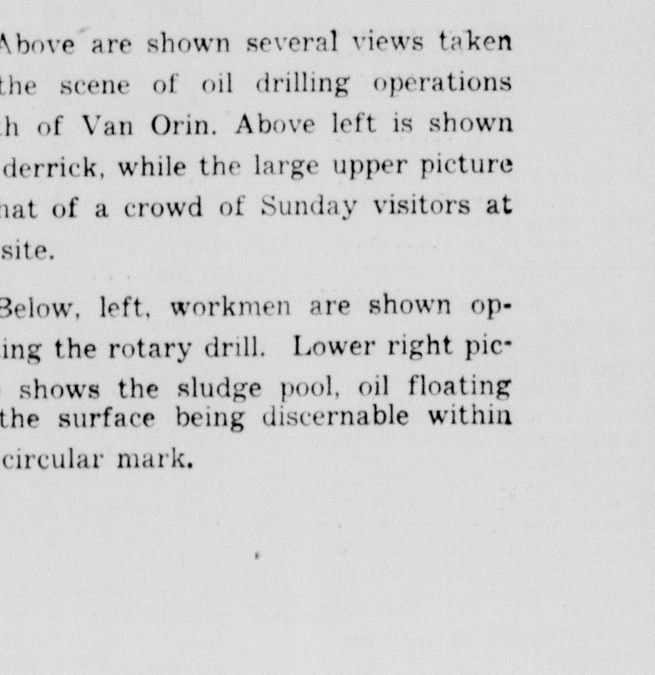 Above are shown several views taken
the scene of oil drilling operations
th of Van Orin. Above left is shown
derrick, while the large upper picture
hat of a crowd of Sunday visitors at
site.
Below, left, workmen are shown op-
ing the rotary drill. Lower right pic-
shows the sludge pool, oil floating
the surface being discernable within
circular mark.